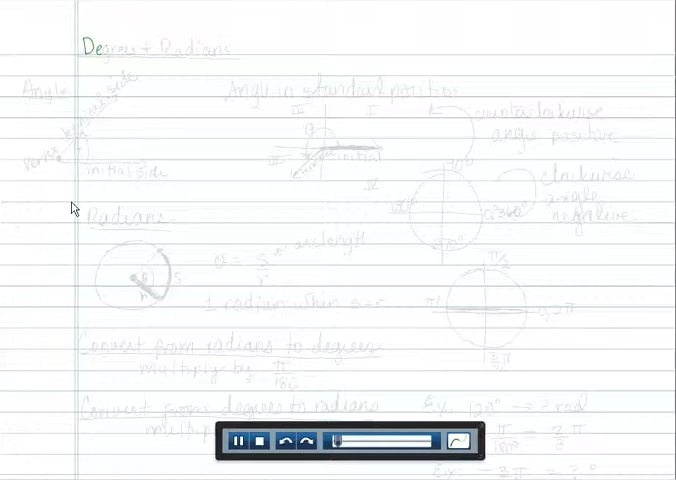 Degrees + Radians
Angle
terminal side
vertex
initial side
Angle in standard position
II I
θ
initial
III
IV
counterclockwise
angle positive
90°
180° 0, 360°
270°
clockwise
angle
negative
Radians
θ
r
s
θ = s ← arclength
r
1 radian when s=r
π/2
π 0, 2π
3π
2
Convert from radians to degrees
multiply by π
180
Convert from degrees to radians
Ex. 120° = ? rad
π
180°
= 2
3
Ex. -3π = ? °